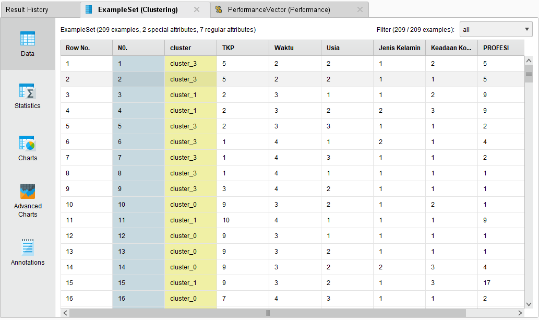 Result History ExampleSet (Clustering) PerformanceVector (Performance)
ExampleSet (209 examples, 2 special attributes, 7 regular attributes) Filter (209 / 209 examples): all
Data
Statistics
Charts
Advanced
Charts
Annotations
Row No. N0. cluster TKP Waktu Usia Jenis Kelamin Keadaan Ko... PROFESI
1 1 cluster_3 5 2 2 1 2 5
2 2 cluster_3 5 2 2 1 1 5
3 3 cluster_1 2 3 1 1 2 9
4 4 cluster_1 2 3 2 2 3 9
5 5 cluster_3 2 3 3 1 1 2
6 6 cluster_3 1 4 1 2 1 4
7 7 cluster_3 1 4 3 1 1 2
8 8 cluster_3 1 4 1 1 1 1
9 9 cluster_3 3 4 2 1 1 1
10 10 cluster_0 9 3 2 1 2 1
11 11 cluster_1 10 4 1 1 1 9
12 12 cluster_0 9 3 1 1 1 1
13 13 cluster_0 9 3 2 1 1 1
14 14 cluster_0 9 3 2 2 3 4
15 15 cluster_1 9 3 2 1 3 17
16 16 cluster_0 7 4 1 1 1 2